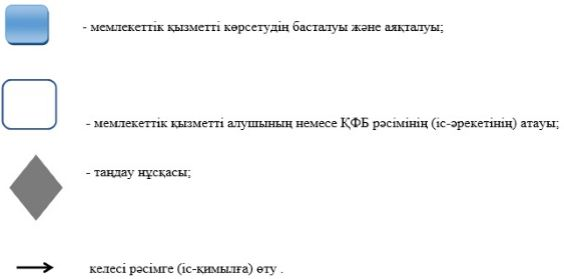 - мемлекеттік қызметті көрсетудің басталуы және аяқталуы;
- мемлекеттік қызметті алушының немесе ҚФБ рәсімінің (іс-әрекетінің) атауы;
- таңдау нұсқасы;
келесі рәсімге (іс-қимылға) өту .